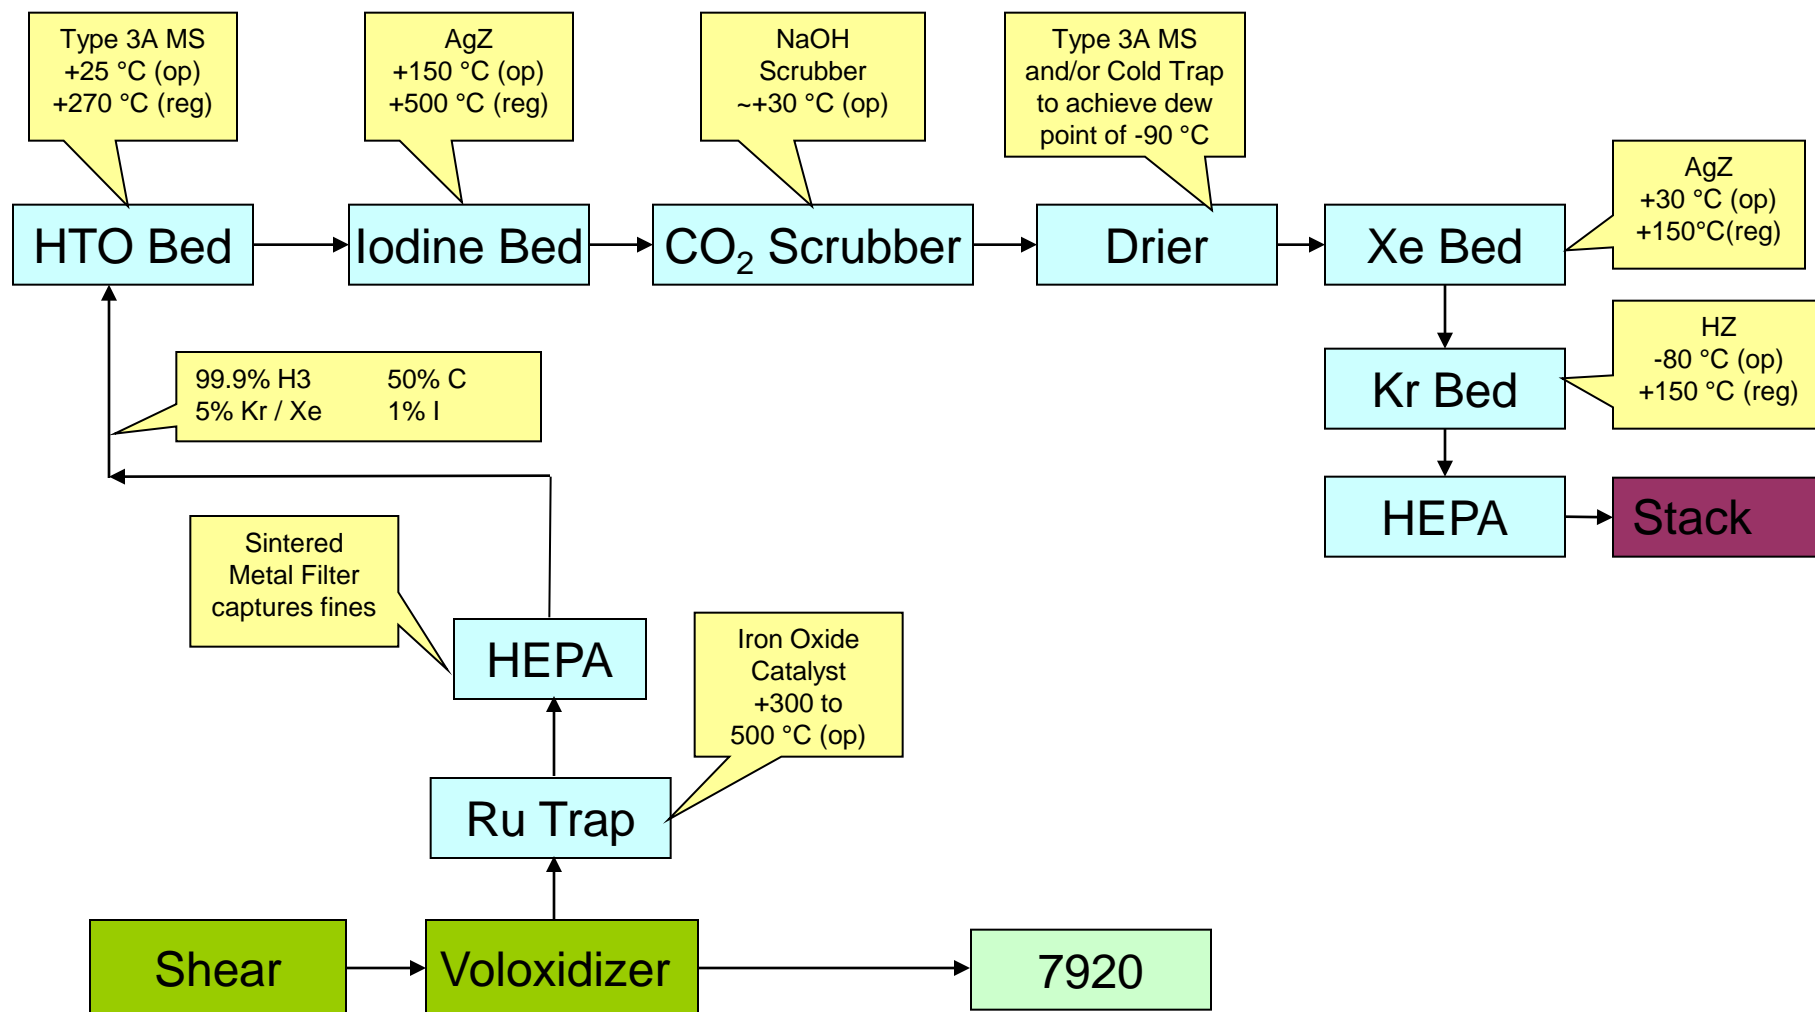 Type 3A MS
+25 °C (op)
+270 °C (reg)
AgZ
+150 °C (op)
+500 °C (reg)
NaOH
Scrubber
~+30 °C (op)
Type 3A MS
and/or Cold Trap
to achieve dew
point of -90 °C
AgZ
+30 °C (op)
+150°C(reg)
HTO Bed
Iodine Bed
CO₂ Scrubber
Drier
Xe Bed
HZ
-80 °C (op)
+150 °C (reg)
Kr Bed
99.9% H3 50% C
5% Kr / Xe 1% I
HEPA
Stack
Sintered
Metal Filter
captures fines
HEPA
Iron Oxide
Catalyst
+300 to
500 °C (op)
Ru Trap
Shear
Voloxidizer
7920